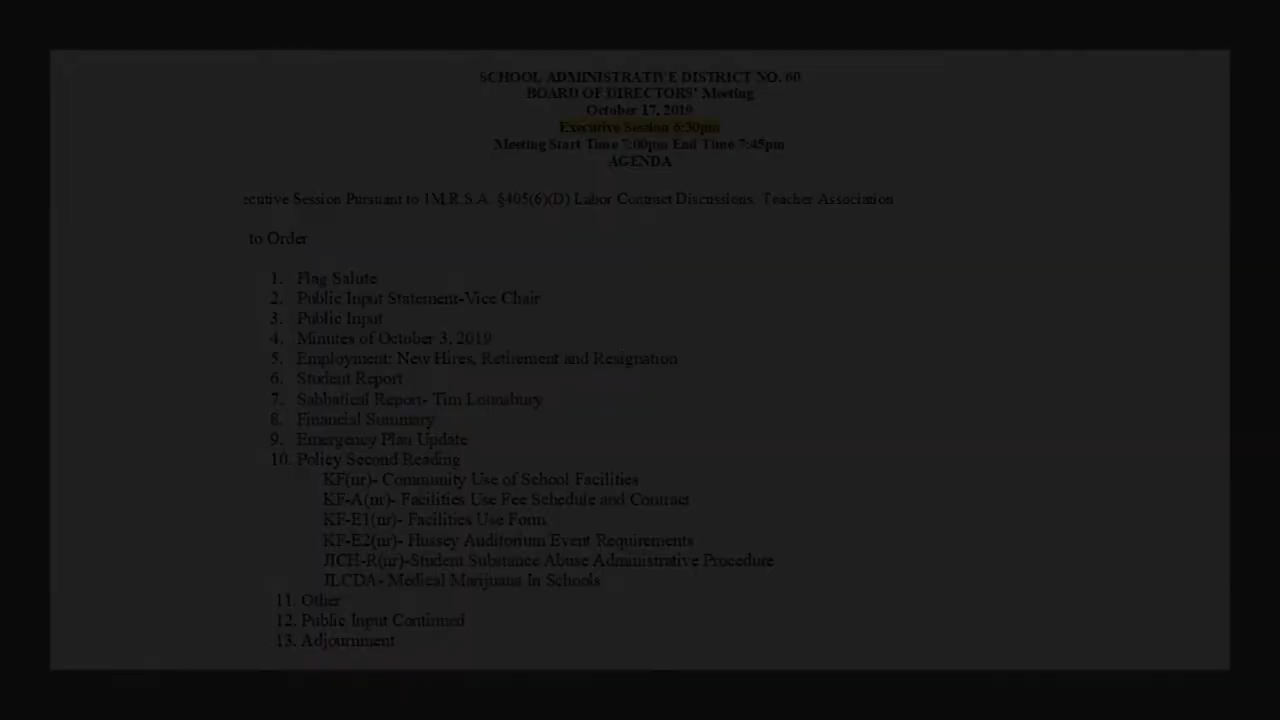 SCHOOL ADMINISTRATIVE DISTRICT NO. 60
BOARD OF DIRECTORS' Meeting
October 17, 2019
Executive Session 6:30pm
Meeting Start Time 7:00pm End Time 7:45pm
AGENDA
ecutive Session Pursuant to 1M.R.S.A. §405(6)(D) Labor Contract Discussions, Teacher Association
to Order
1. Flag Salute
2. Public Input Statement-Vice Chair
3. Public Input
4. Minutes of October 3, 2019
5. Employment: New Hires, Retirement and Resignation
6. Student Report
7. Sabbatical Report- Tim Lounsbury
8. Financial Summary
9. Emergency Plan Update
10. Policy Second Reading
KF(nr)- Community Use of School Facilities
KF-A(nr)- Facilities Use Fee Schedule and Contract
KF-E1(nr)- Facilities Use Form
KF-E2(nr)- Hussey Auditorium Event Requirements
JICH-R(nr)-Student Substance Abuse Administrative Procedure
JLCDA- Medical Marijuana In Schools
11. Other
12. Public Input Continued
13. Adjournment